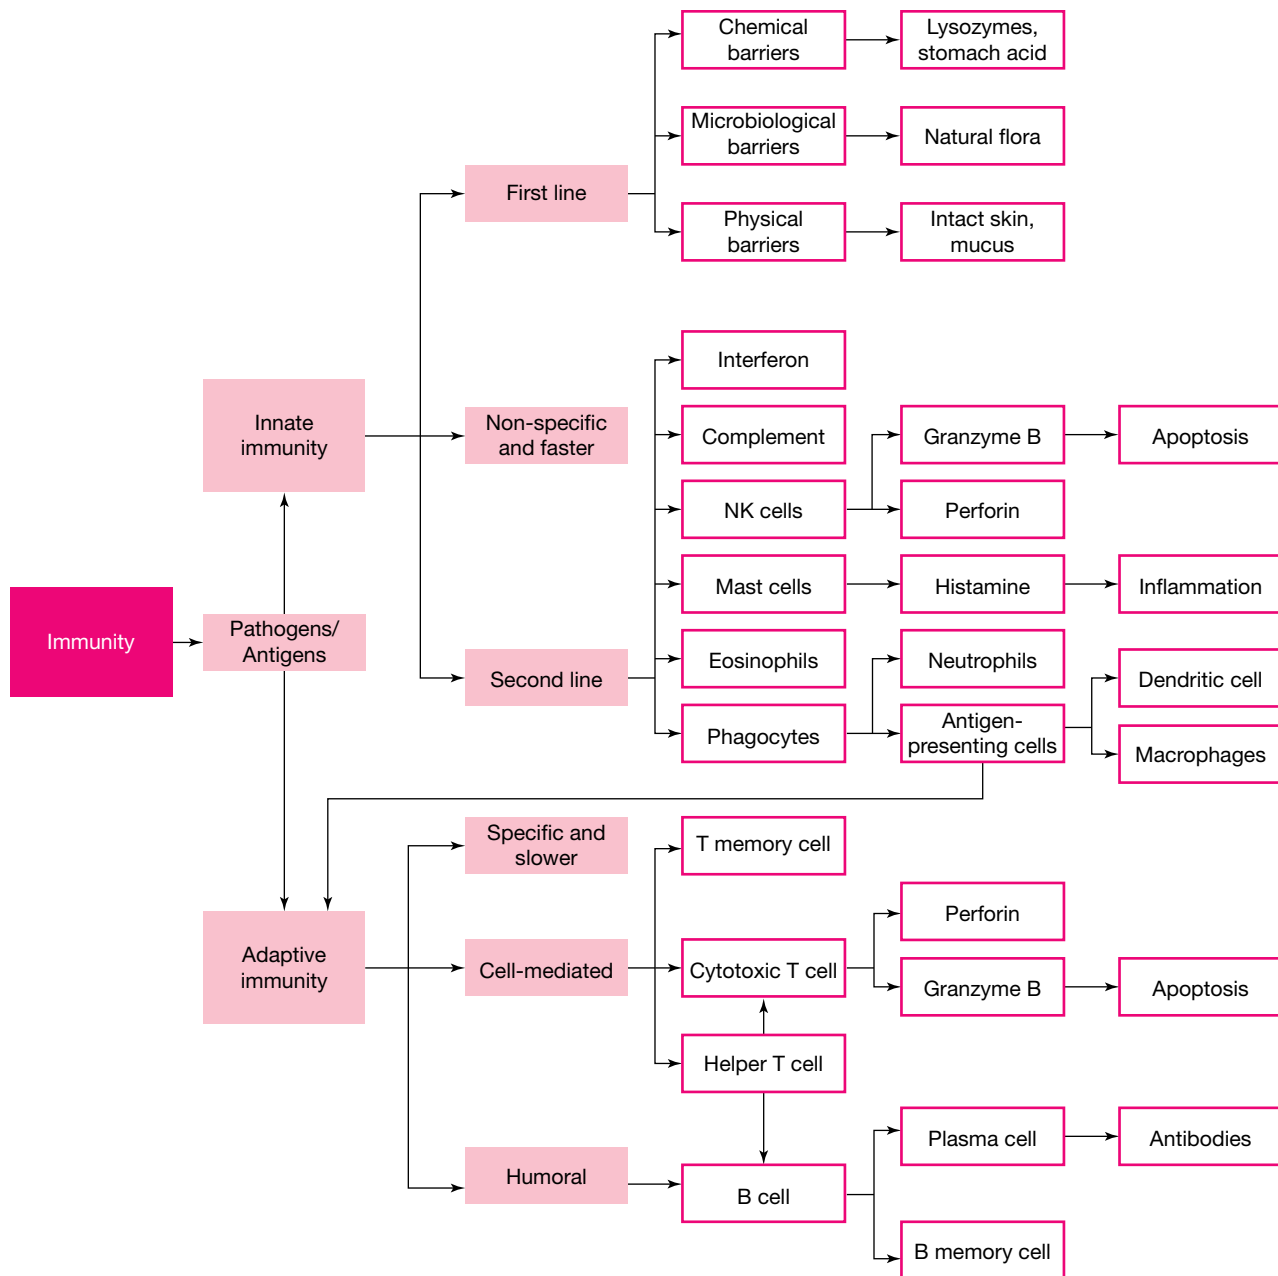 Chemical
barriers
Lysozymes,
stomach acid
Microbiological
barriers
Natural flora
First line
Physical
barriers
Intact skin,
mucus
Interferon
Innate
immunity
Non-specific
and faster
Complement
Granzyme B
Apoptosis
NK cells
Perforin
Mast cells
Histamine
Inflammation
Immunity
Pathogens/
Antigens
Second line
Eosinophils
Neutrophils
Dendritic cell
Phagocytes
Antigen-
presenting cells
Macrophages
Specific and
slower
T memory cell
Perforin
Adaptive
immunity
Cell-mediated
Cytotoxic T cell
Granzyme B
Apoptosis
Helper T cell
Plasma cell
Antibodies
Humoral
B cell
B memory cell